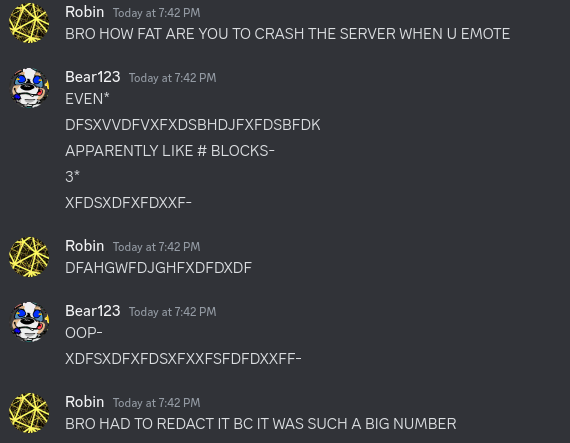 Robin Today at 7:42 PM
BRO HOW FAT ARE YOU TO CRASH THE SERVER WHEN U EMOTE
Bear123 Today at 7:42 PM
EVEN*
DFSXVVDFVXFXDSBHDJFXFDSBFDK
APPARENTLY LIKE # BLOCKS-
3*
XFDSXDFXFDXXF-
Robin Today at 7:42 PM
DFAHGWFDJGHFXDFDXDF
Bear123 Today at 7:42 PM
OOP-
XDFSXDFXFDSXFXXFSFDFDXXFF-
Robin Today at 7:42 PM
BRO HAD TO REDACT IT BC IT WAS SUCH A BIG NUMBER